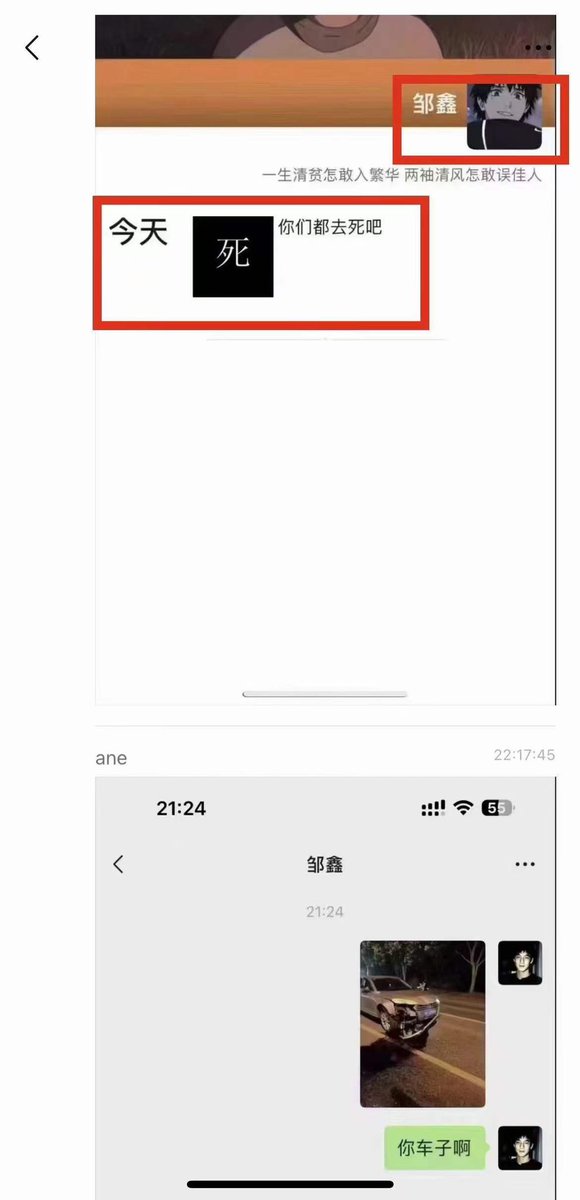 邹鑫
一生清贫怎敢入繁华 两袖清风怎敢误佳人
今天
死
你们都去死吧
ane
22:17:45
21:24
55
邹鑫
21:24
你车子啊